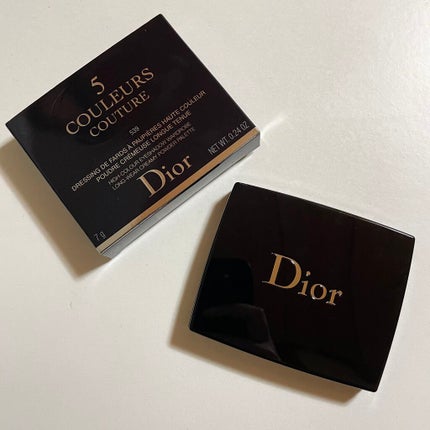 5
COULEURS
COUTURE
539
DRESSING DE FARDS À PAUPIÈRES HAUTE COULEUR
POUDRE CRÉMEUSE LONGUE TENUE
HIGH COLOUR EYESHADOW WARDROBE
LONG-WEAR CREAMY POWDER PALETTE
Dior
7 g
NET WT. 0.24 OZ
Dior